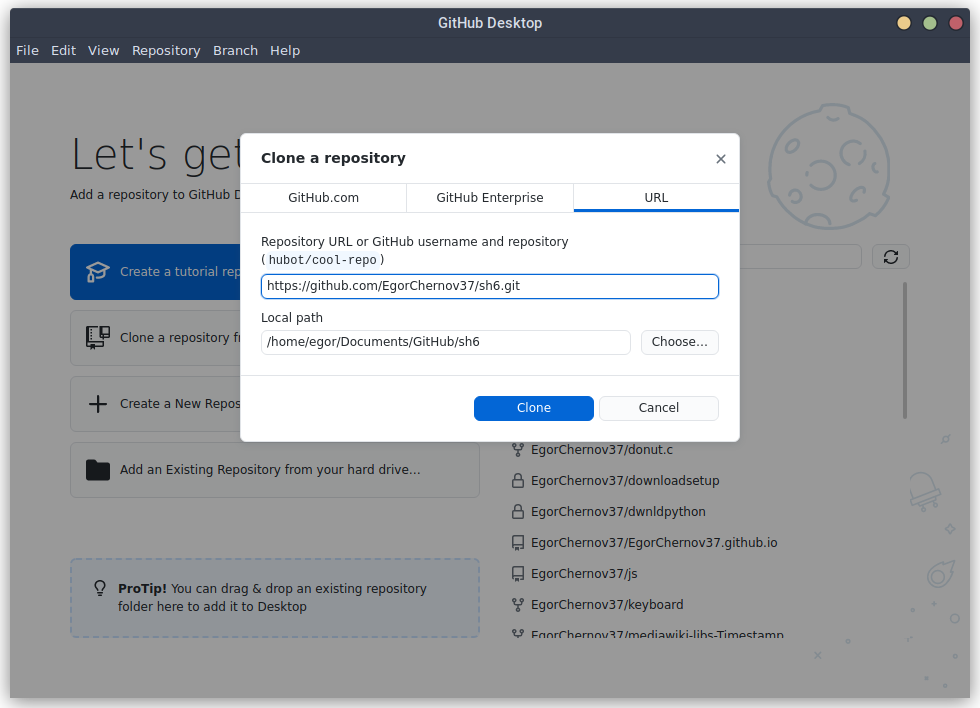 GitHub Desktop
File Edit View Repository Branch Help
Let's get
Add a repository to GitHub D
Create a tutorial rep
Clone a repository fr
Create a New Repos
Add an Existing Repository from your hard drive...
ProTip! You can drag & drop an existing repository
folder here to add it to Desktop
Clone a repository
GitHub.com
GitHub Enterprise
URL
Repository URL or GitHub username and repository
(hubot/cool-repo)
https://github.com/EgorChernov37/sh6.git
Local path
/home/egor/Documents/GitHub/sh6
Choose...
Clone
Cancel
EgorChernov37/donut.c
EgorChernov37/downloadsetup
EgorChernov37/dwnldpython
EgorChernov37/EgorChernov37.github.io
EgorChernov37/js
EgorChernov37/keyboard
EgorChernov37/mediawiki-libs-Timestamp